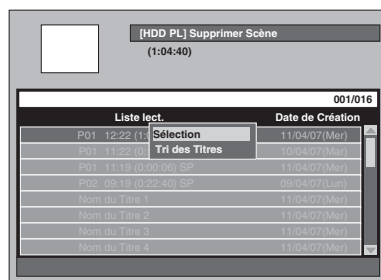 [HDD PL] Supprimer Scène
(1:04:40)
001/016
Liste lect. Date de Création
P01 12:22 (1:0 Sélection 11/04/07(Mer)
P01 11:22 (0: Tri des Titres 10/04/07(Mar)
P01 11:19 (0:00:06) SP 11/04/07(Mer)
P02 09:19 (0:22:40) SP 09/04/07(Lun)
Nom du Titre 1 11/04/07(Mer)
Nom du Titre 2 11/04/07(Mer)
Nom du Titre 3 11/04/07(Mer)
Nom du Titre 4 11/04/07(Mer)